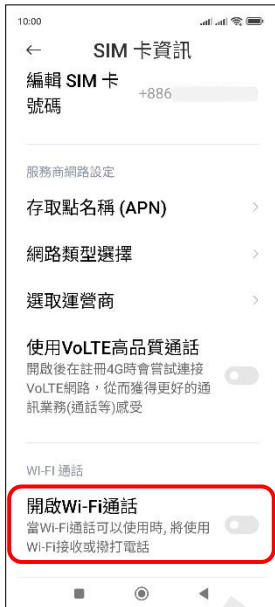 10:00
SIM 卡資訊
編輯 SIM 卡
號碼
+886
服務商網路設定
存取點名稱 (APN)
網路類型選擇
選取運營商
使用VoLTE高品質通話
開啟後在註冊4G時會嘗試連接
VoLTE網路，從而獲得更好的通
訊業務(通話等)感受
WI-FI 通話
開啟Wi-Fi通話
當Wi-Fi通話可以使用時, 將使用
Wi-Fi接收或撥打電話